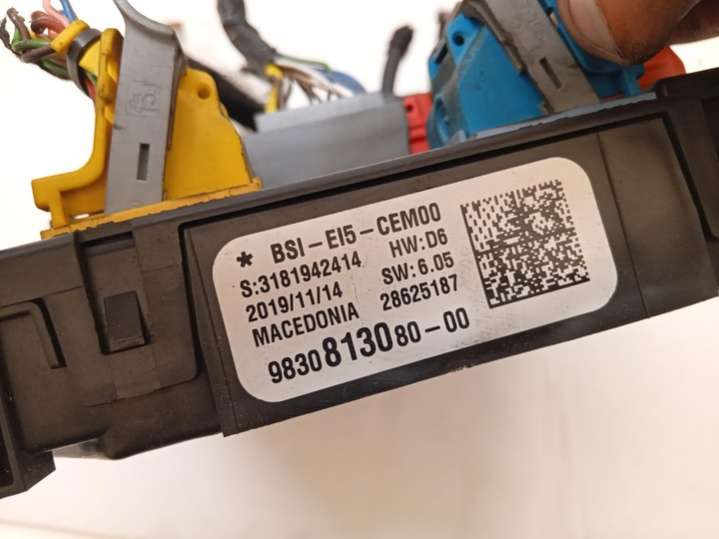 * BSI-EI5-CEM00
S:3181942414 HW:D6
2019/11/14 SW:6.05
MACEDONIA 28625187
9830813080-00